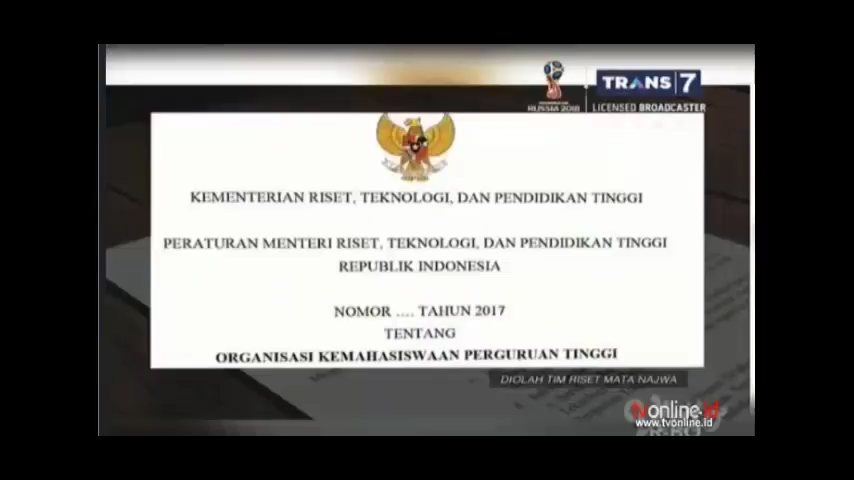 TRANS 7
RUSSIA 2018
LICENSED BROADCASTER
KEMENTERIAN RISET, TEKNOLOGI, DAN PENDIDIKAN TINGGI
PERATURAN MENTERI RISET, TEKNOLOGI, DAN PENDIDIKAN TINGGI
REPUBLIK INDONESIA
NOMOR .... TAHUN 2017
TENTANG
ORGANISASI KEMAHASISWAAN PERGURUAN TINGGI
DIOLAH TIM RISET MATA NAJWA
tvonline.id
www.tvonline.id